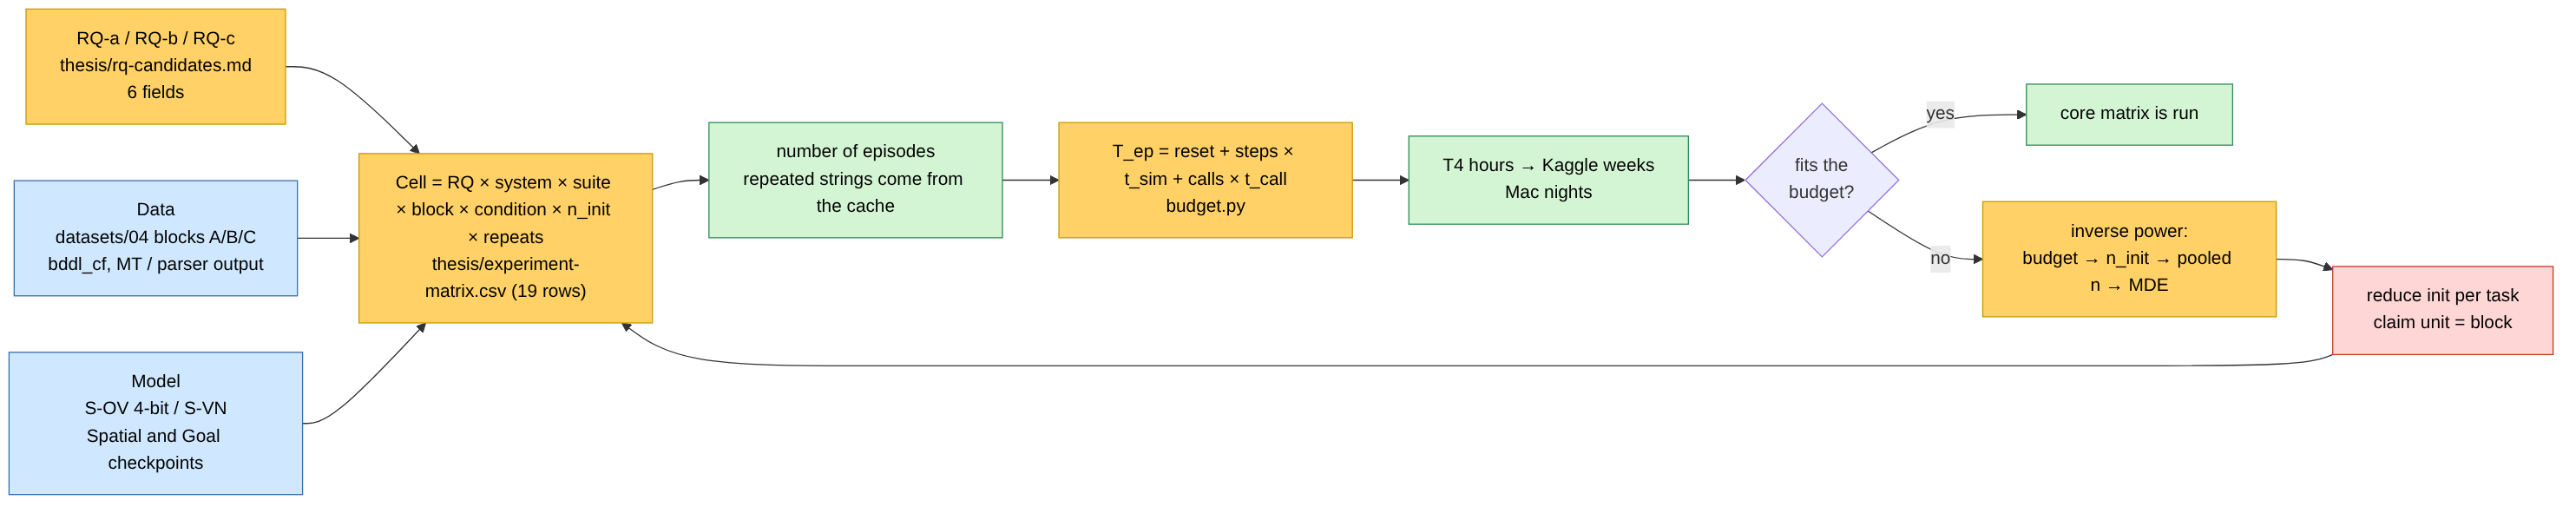 RQ-a / RQ-b / RQ-c
thesis/rq-candidates.md
6 fields
Data
datasets/04 blocks A/B/C
bddl_cf, MT / parser output
Model
S-OV 4-bit / S-VN
Spatial and Goal
checkpoints
Cell = RQ × system × suite
× block × condition × n_init
× repeats
thesis/experiment-
matrix.csv (19 rows)
number of episodes
repeated strings come from
the cache
T_ep = reset + steps ×
t_sim + calls × t_call
budget.py
T4 hours → Kaggle weeks
Mac nights
fits the
budget?
yes
core matrix is run
no
inverse power:
budget → n_init → pooled
n → MDE
reduce init per task
claim unit = block